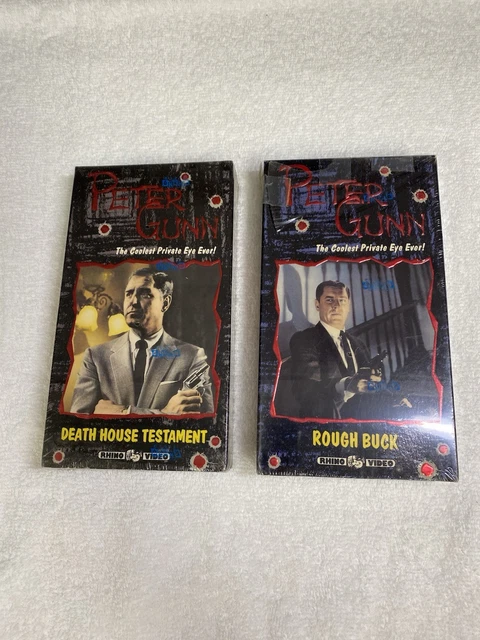 PETER
GUNN
The Coolest Private Eye Ever!
DEATH HOUSE TESTAMENT
RHINO VIDEO
PETER
GUNN
The Coolest Private Eye Ever!
ROUGH BUCK
RHINO VIDEO